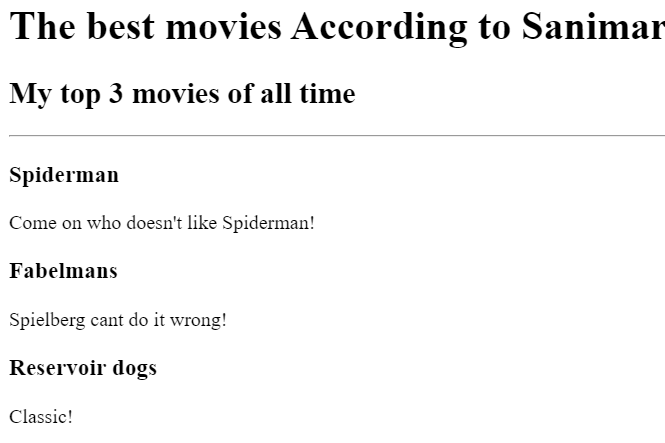 The best movies According to Sanimar
My top 3 movies of all time
Spiderman
Come on who doesn't like Spiderman!
Fabelmans
Spielberg cant do it wrong!
Reservoir dogs
Classic!